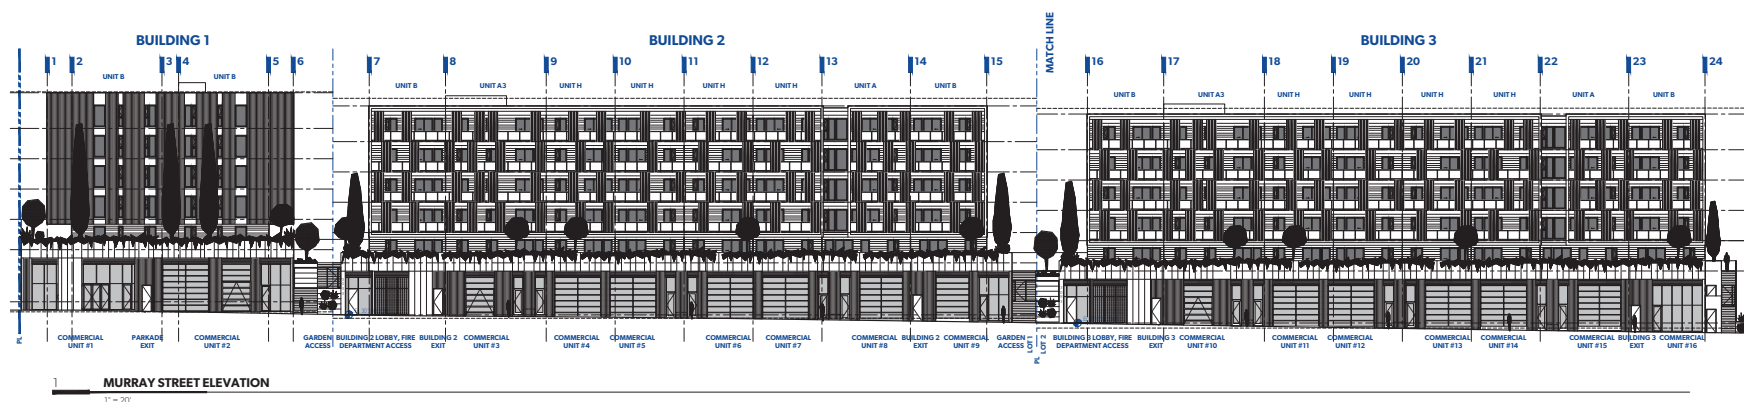 BUILDING 1
BUILDING 2
MATCH LINE
BUILDING 3
1 2 3 4 5 6 7 8 9 10 11 12 13 14 15 16 17 18 19 20 21 22 23 24
UNIT B UNIT B UNIT B UNIT A3 UNIT H UNIT H UNIT H UNIT H UNIT A UNIT B UNIT B UNIT A3 UNIT H UNIT H UNIT H UNIT H UNIT A UNIT B
PL
COMMERCIAL
UNIT #1
PARKADE
EXIT
COMMERCIAL
UNIT #2
GARDEN
ACCESS
BUILDING 2 LOBBY, FIRE
DEPARTMENT ACCESS
BUILDING 2
EXIT
COMMERCIAL
UNIT #3
COMMERCIAL
UNIT #4
COMMERCIAL
UNIT #5
COMMERCIAL
UNIT #6
COMMERCIAL
UNIT #7
COMMERCIAL
UNIT #8
BUILDING 2
EXIT
COMMERCIAL
UNIT #9
GARDEN
ACCESS
LOT 1
PL
LOT 2
BUILDING 3 LOBBY, FIRE
DEPARTMENT ACCESS
BUILDING 3
EXIT
COMMERCIAL
UNIT #10
COMMERCIAL
UNIT #11
COMMERCIAL
UNIT #12
COMMERCIAL
UNIT #13
COMMERCIAL
UNIT #14
COMMERCIAL
UNIT #15
BUILDING 3
EXIT
COMMERCIAL
UNIT #16
1 MURRAY STREET ELEVATION
1" = 20'